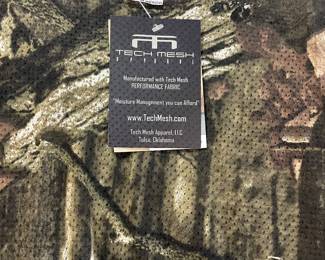 TECH MESH
APPAREL
Manufactured with Tech Mesh
PERFORMANCE FABRIC
"Moisture Management you can Afford"
www.TechMesh.com
Tech Mesh Apparel, LLC
Tulsa, Oklahoma